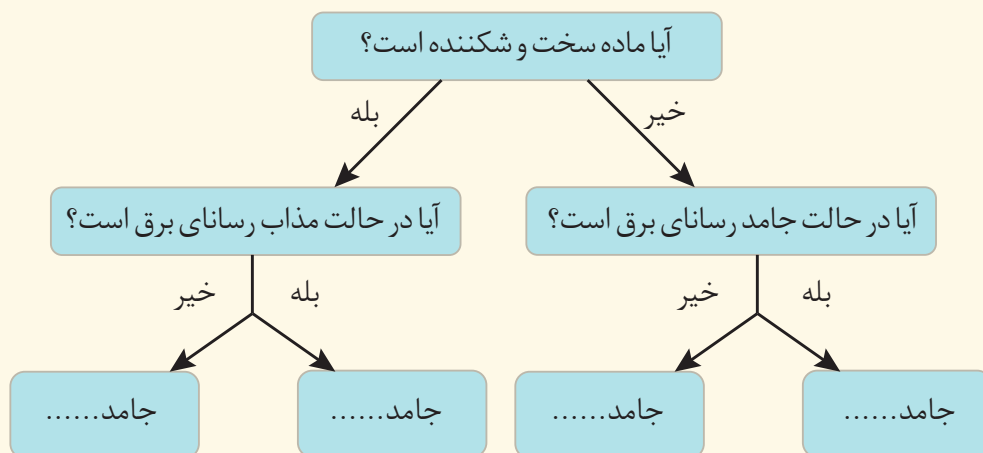 آیا ماده سخت و شکننده است؟
خیر
بله
آیا در حالت جامد رسانای برق است؟
آیا در حالت مذاب رسانای برق است؟
بله
خیر
بله
خیر
جامد......
جامد......
جامد......
جامد......